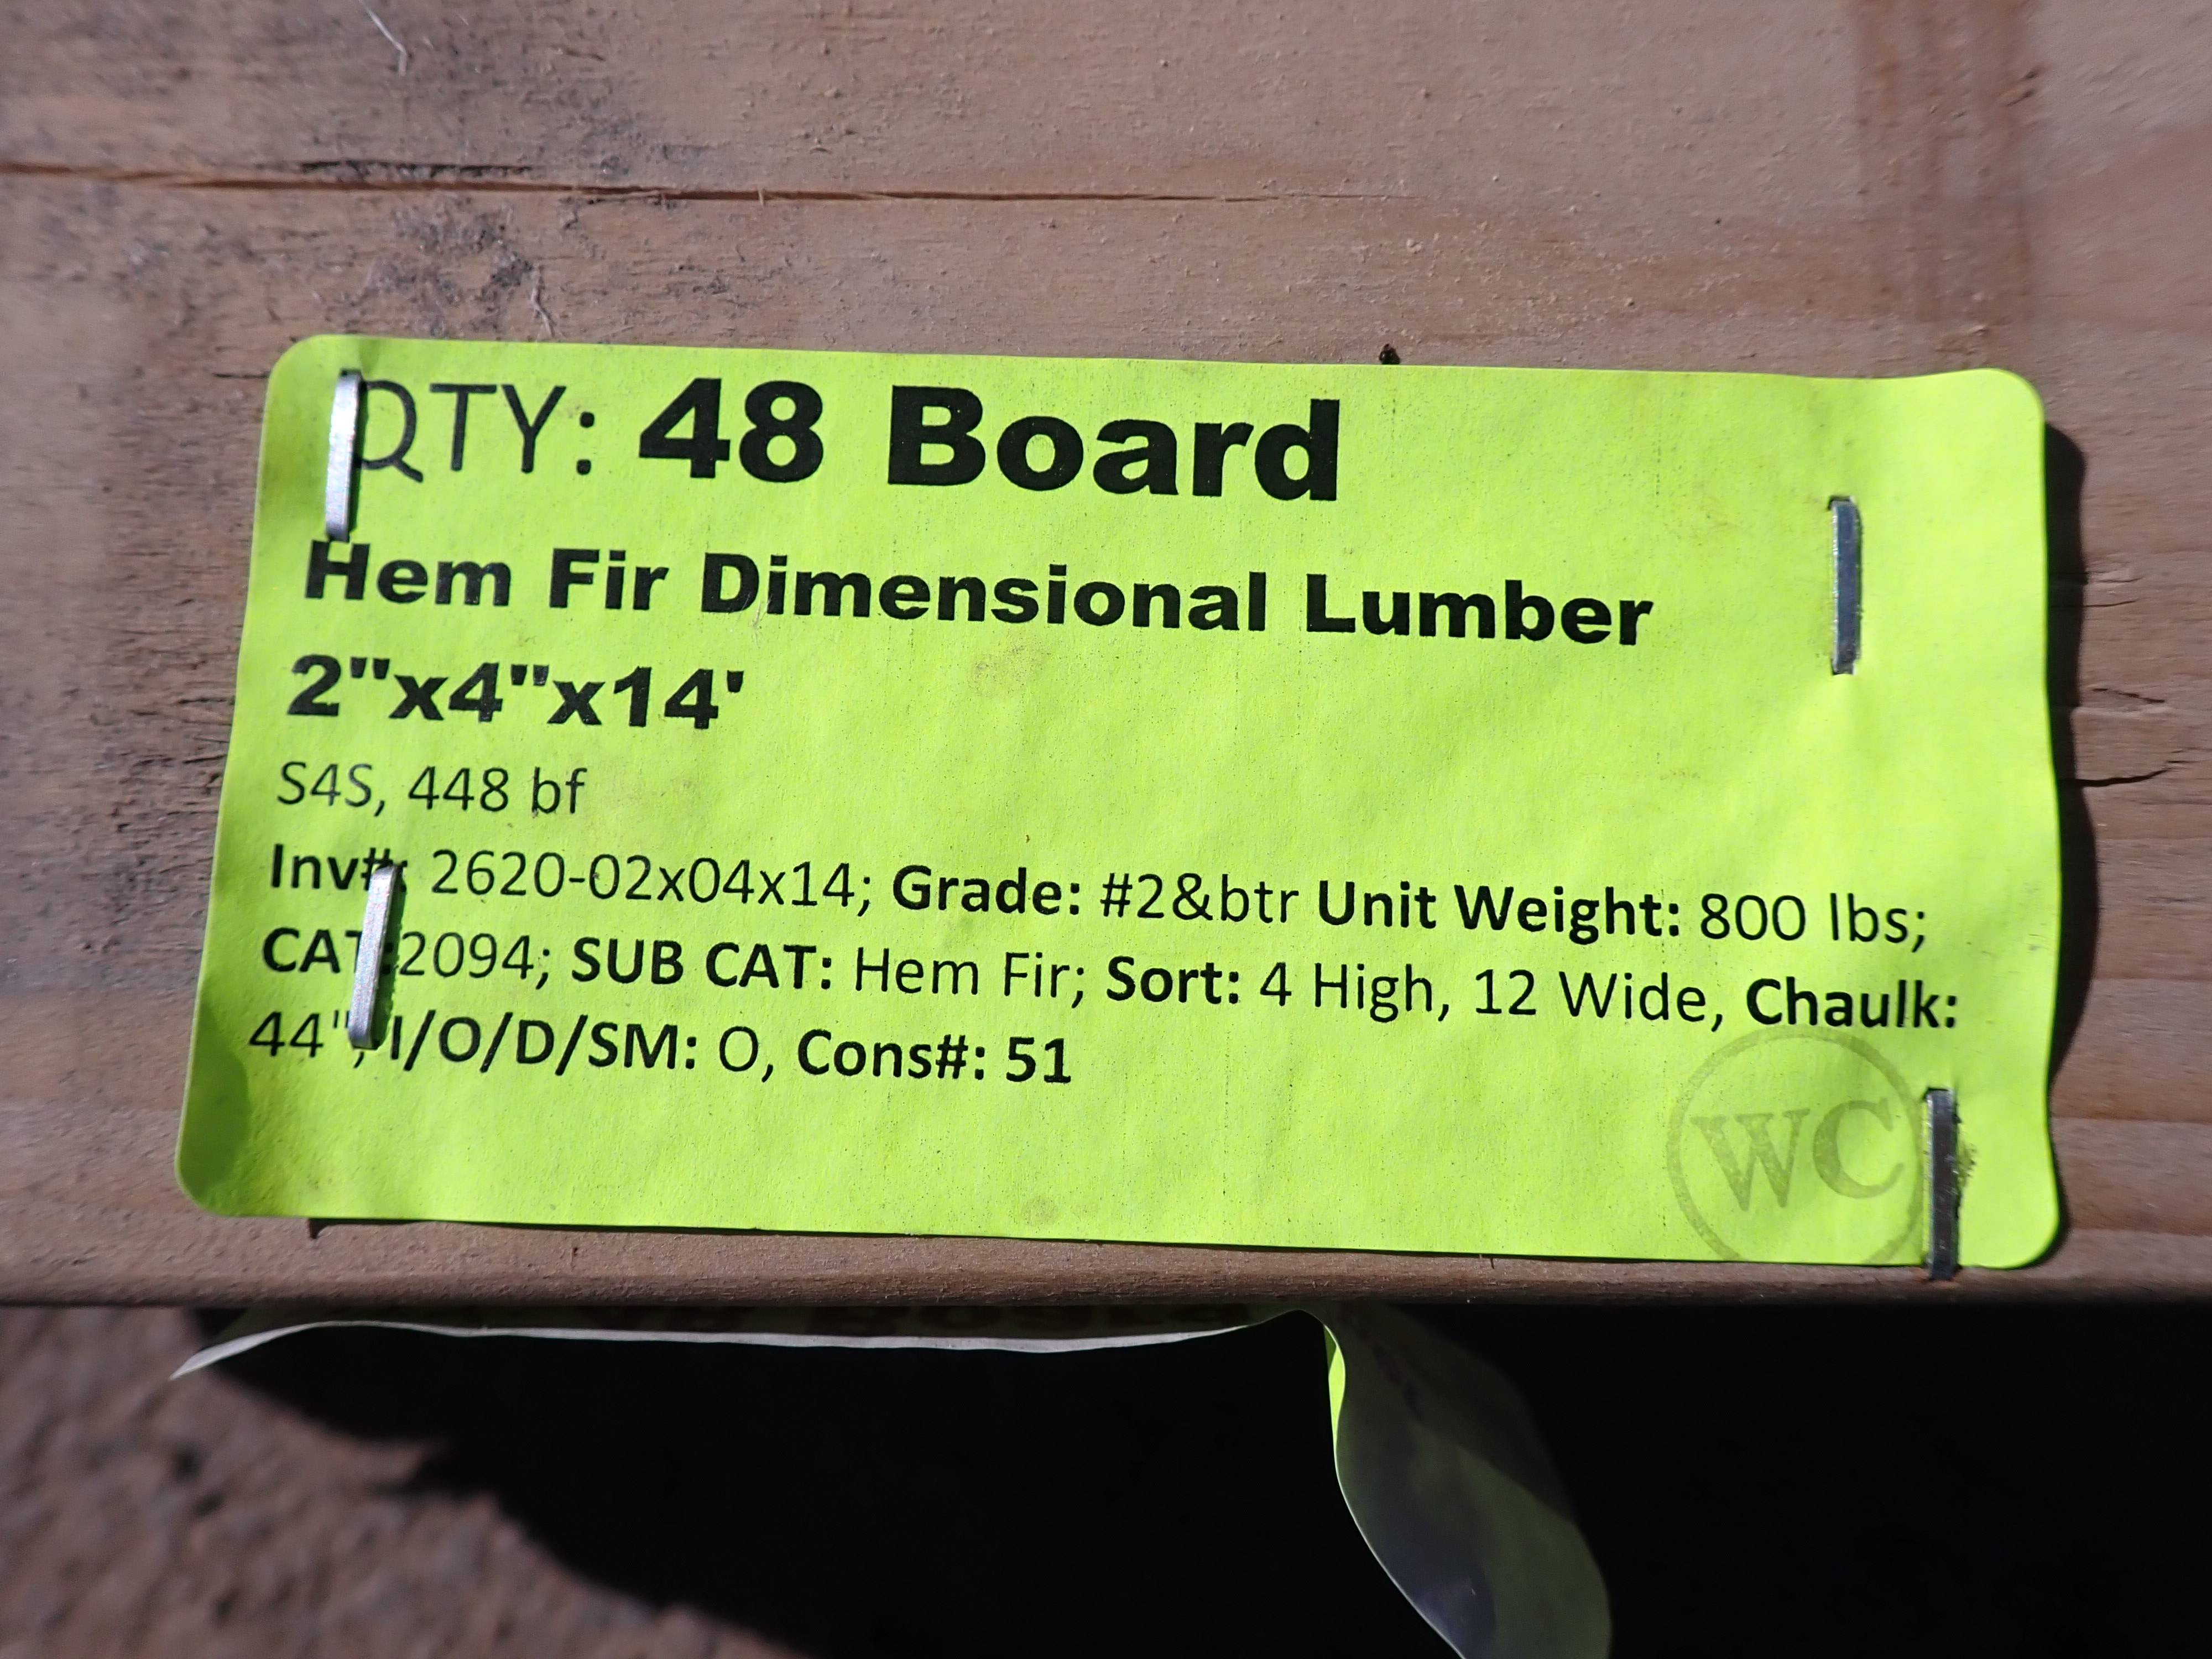 QTY: 48 Board
Hem Fir Dimensional Lumber
2"x4"x14'
S4S, 448 bf
Inv#: 2620-02x04x14; Grade: #2&btr Unit Weight: 800 lbs;
CAT:2094; SUB CAT: Hem Fir; Sort: 4 High, 12 Wide, Chaulk:
44", I/O/D/SM: O, Cons#: 51
WC